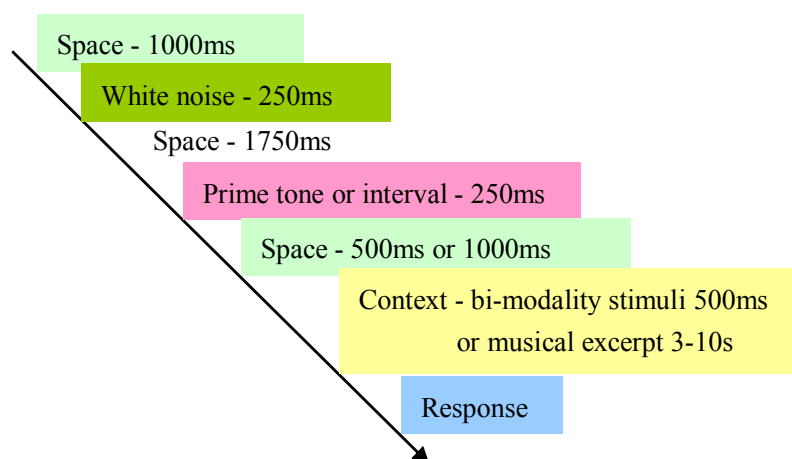 Space - 1000ms
White noise - 250ms
Space - 1750ms
Prime tone or interval - 250ms
Space - 500ms or 1000ms
Context - bi-modality stimuli 500ms
or musical excerpt 3-10s
Response